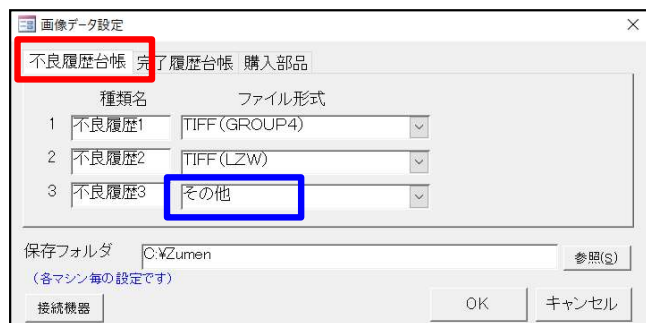 画像データ設定
不良履歴台帳 完了履歴台帳 購入部品
種類名 ファイル形式
1 不良履歴1 TIFF(GROUP4)
2 不良履歴2 TIFF(LZW)
3 不良履歴3 その他
保存フォルダ C:¥Zumen 参照(S)
(各マシン毎の設定です)
接続機器 OK キャンセル